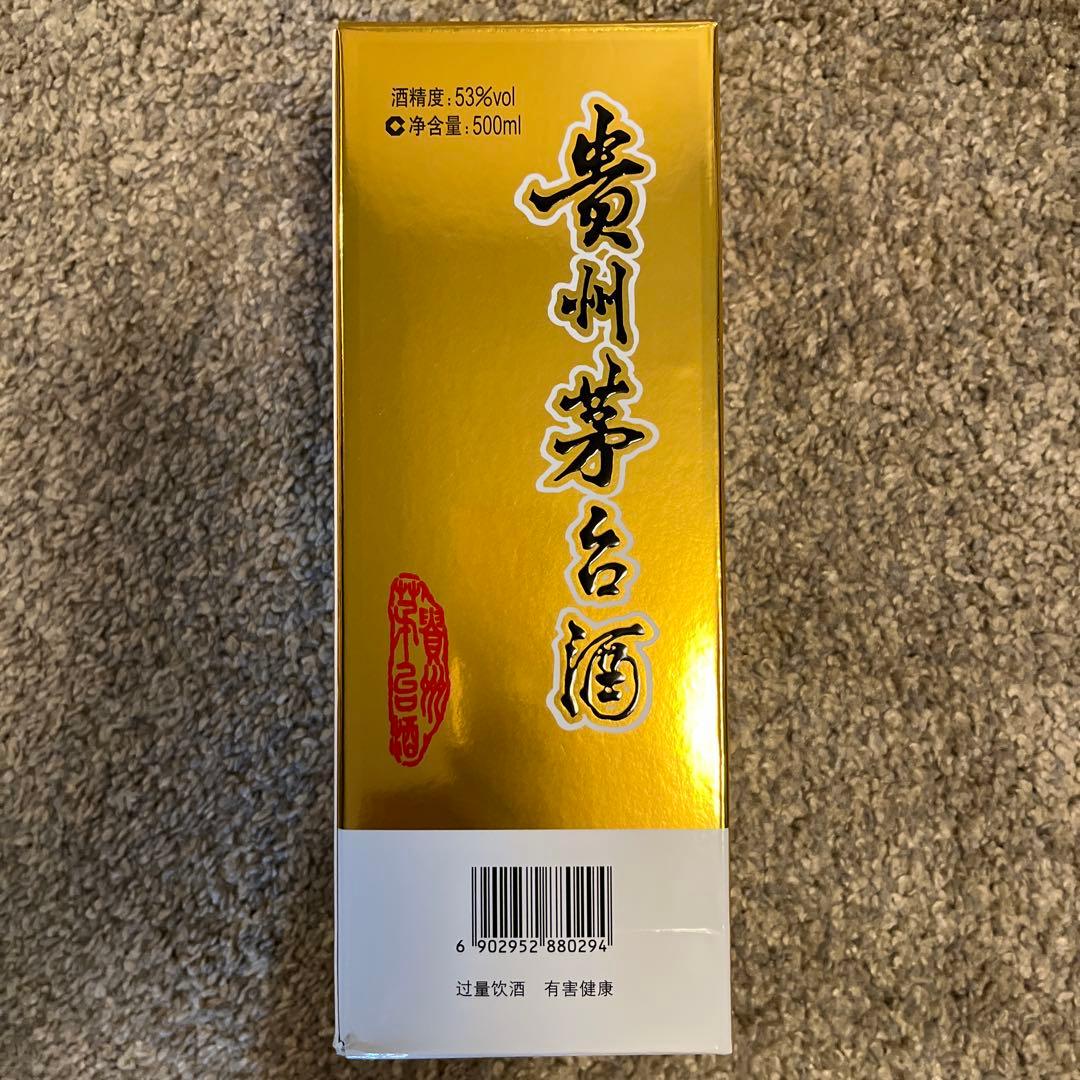 酒精度:53%vol
净含量:500ml
贵州茅台酒
貴州
茅台酒
6 902952 880294
过量饮酒 有害健康